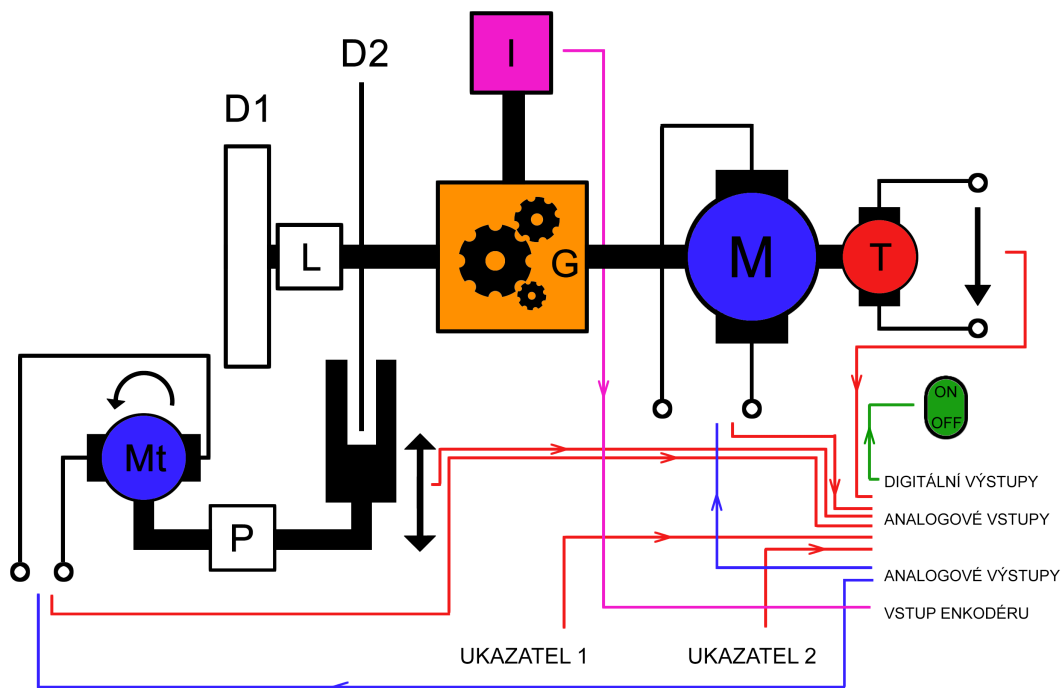 I
D2
D1
L
G
M
T
ON
OFF
Mt
P
DIGITÁLNÍ VÝSTUPY
ANALOGOVÉ VSTUPY
ANALOGOVÉ VÝSTUPY
VSTUP ENKODÉRU
UKAZATEL 1
UKAZATEL 2